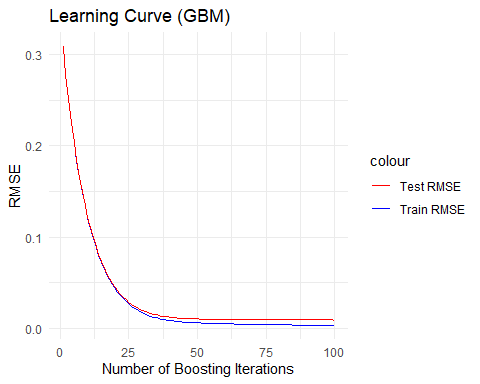 Learning Curve (GBM)
RMSE
0.3
0.2
0.1
0.0
0
25
50
75
100
Number of Boosting Iterations
colour
Test RMSE
Train RMSE